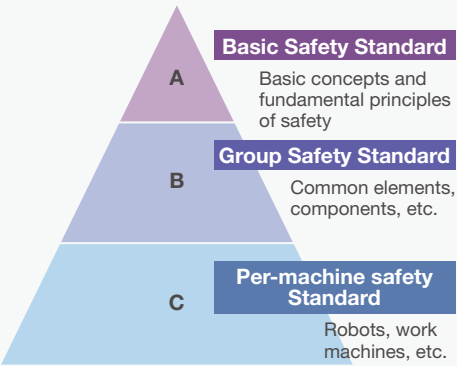 A
Basic Safety Standard
Basic concepts and
fundamental principles
of safety
B
Group Safety Standard
Common elements,
components, etc.
C
Per-machine safety
Standard
Robots, work
machines, etc.